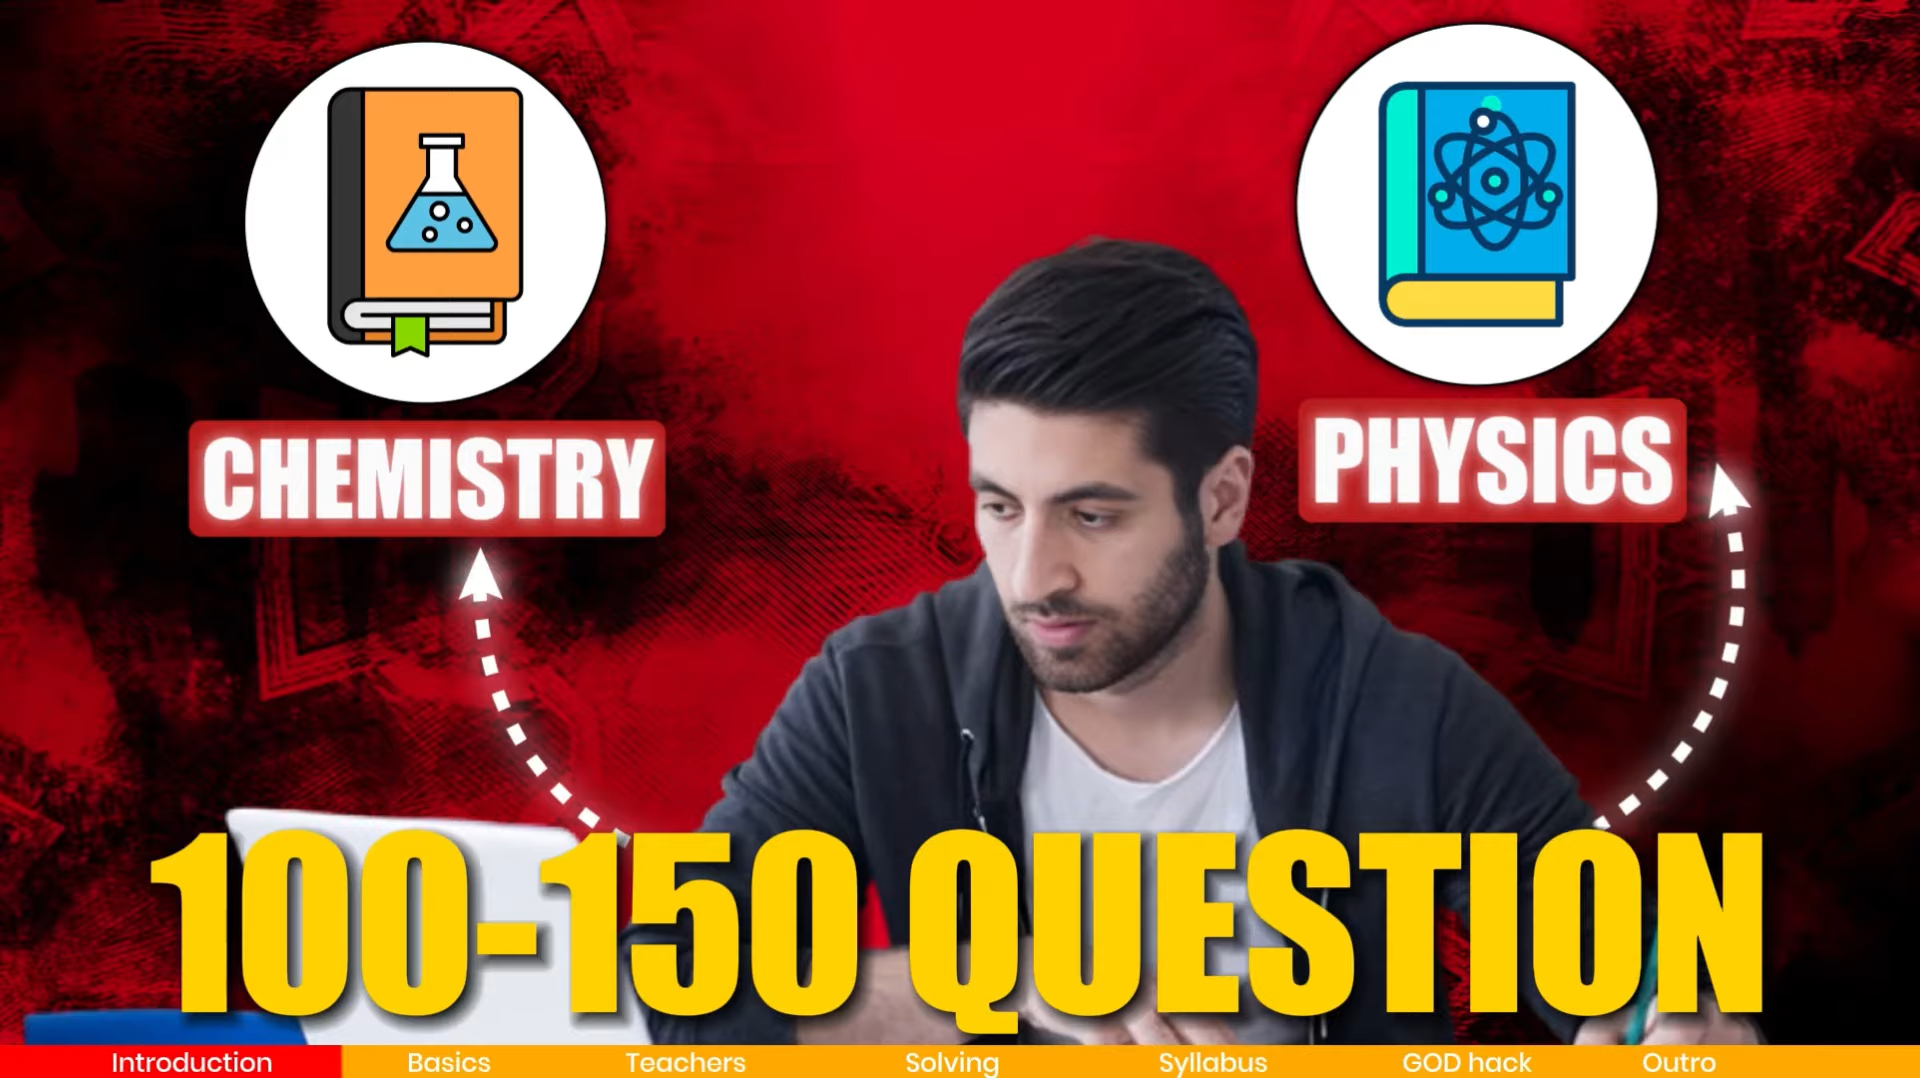 CHEMISTRY
PHYSICS
100-150 QUESTION
Introduction Basics Teachers Solving Syllabus GOD hack Outro